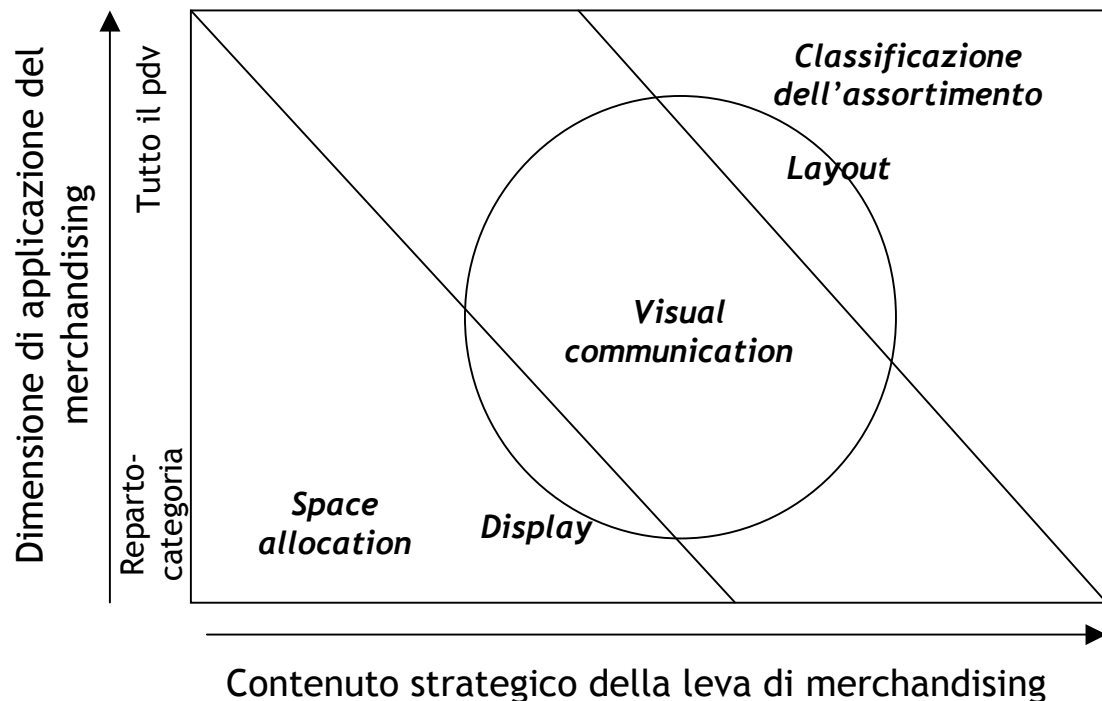 Dimensione di applicazione del
merchandising
Tutto il pdv
Reparto-
categoria
Classificazione
dell'assortimento
Layout
Visual
communication
Space
allocation
Display
Contenuto strategico della leva di merchandising